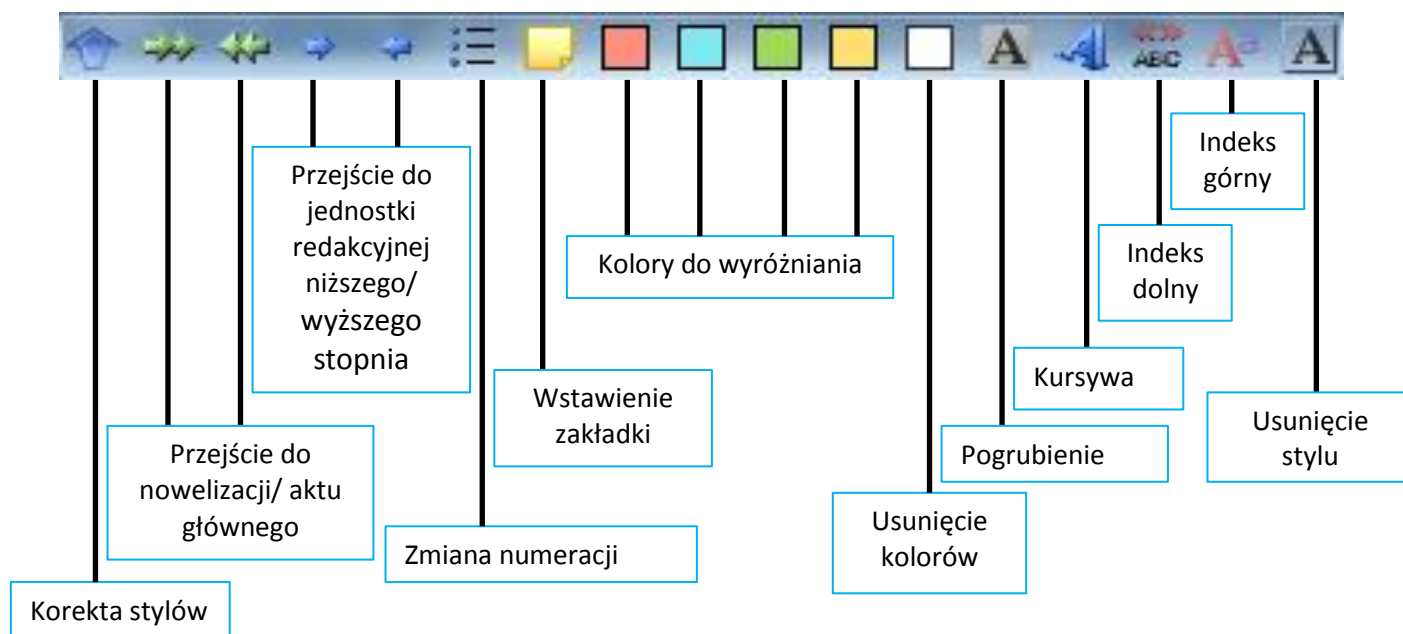 A
ABC
A
A
Indeks
górny
Przejście do
jednostki
redakcyjnej
niższego/
wyższego
stopnia
Kolory do wyróżniania
Indeks
dolny
Kursywa
Wstawienie
zakładki
Usunięcie
stylu
Pogrubienie
Przejście do
nowelizacji/ aktu
głównego
Usunięcie
kolorów
Zmiana numeracji
Korekta stylów